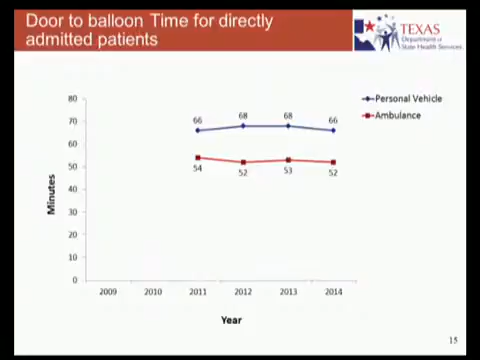 Door to balloon Time for directly
admitted patients
TEXAS
Department of
State Health Services
80
70
60
50
40
30
20
10
0
Minutes
66
68
68
66
54
52
53
52
Personal Vehicle
Ambulance
2009
2010
2011
2012
2013
2014
Year
15